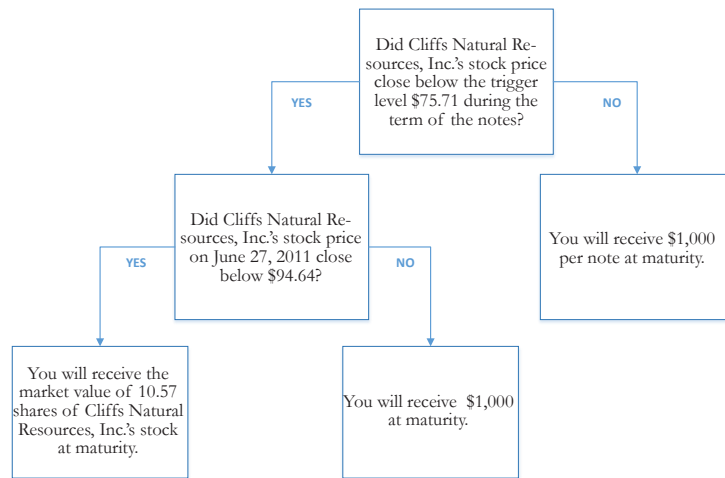 Did Cliffs Natural Re-
sources, Inc.'s stock price
close below the trigger
level $75.71 during the
term of the notes?
YES
NO
Did Cliffs Natural Re-
sources, Inc.'s stock price
on June 27, 2011 close
below $94.64?
You will receive $1,000
per note at maturity.
YES
NO
You will receive the
market value of 10.57
shares of Cliffs Natural
Resources, Inc.'s stock
at maturity.
You will receive $1,000
at maturity.